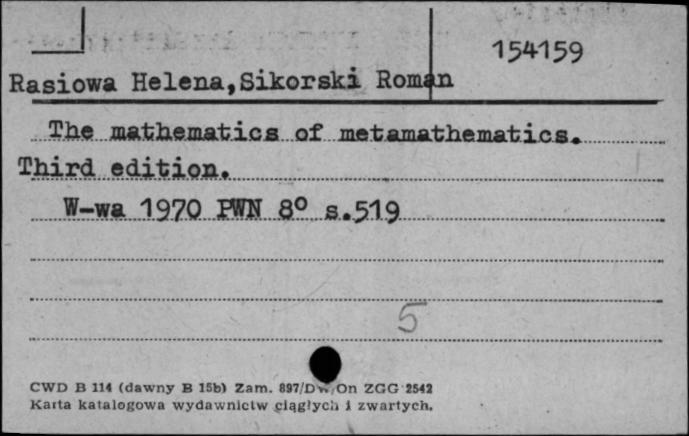 154159
Rasiowa Helena,Sikorski Roman
The mathematics of metamathematics.
Third edition.
W-wa 1970 PWN 8° s.519
5
CWD B 114 (dawny B 15b) Zam. 897/DW/On ZGG 2542
Karta katalogowa wydawnictw ciągłych i zwartych.